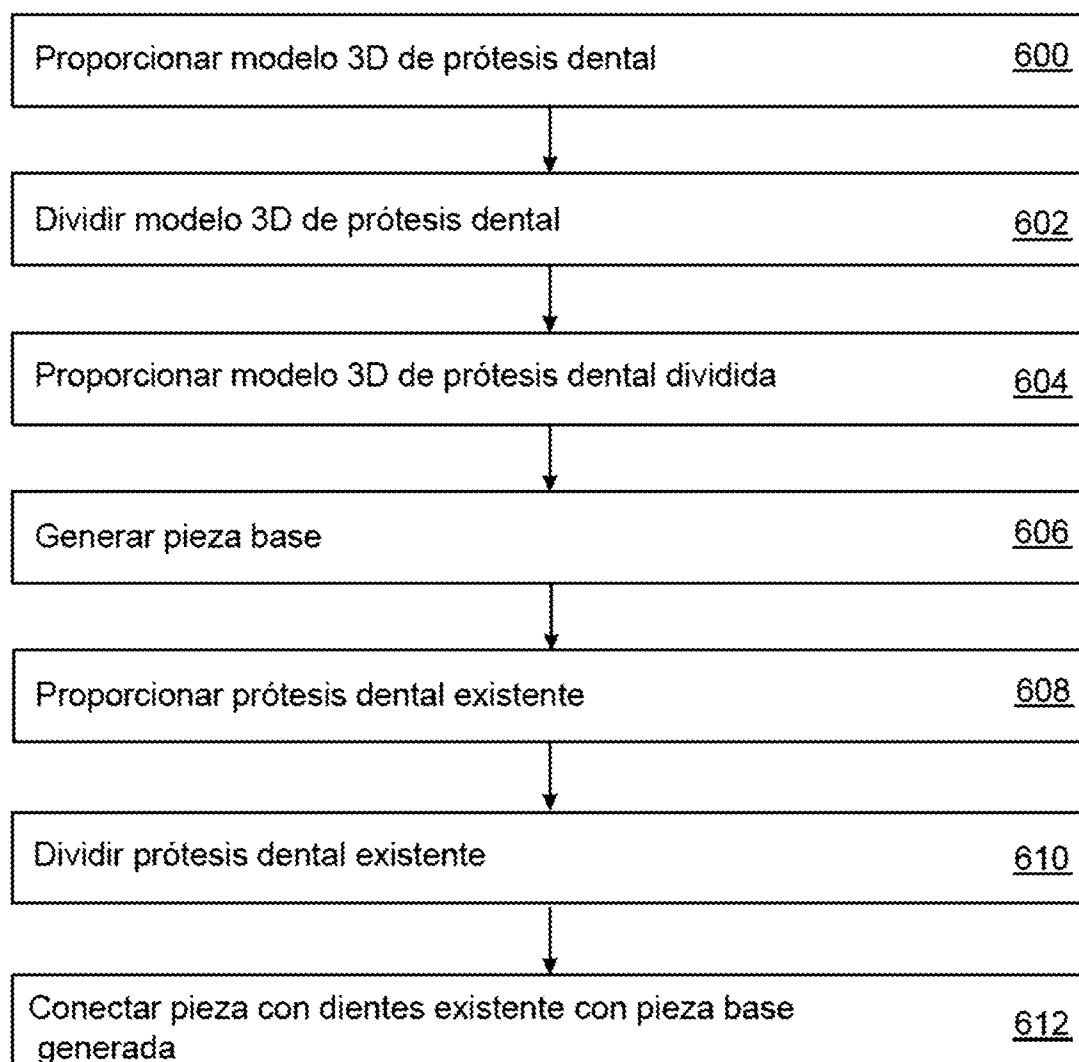 Proporcionar modelo 3D de prótesis dental 600
Dividir modelo 3D de prótesis dental 602
Proporcionar modelo 3D de prótesis dental dividida 604
Generar pieza base 606
Proporcionar prótesis dental existente 608
Dividir prótesis dental existente 610
Conectar pieza con dientes existente con pieza base
generada 612